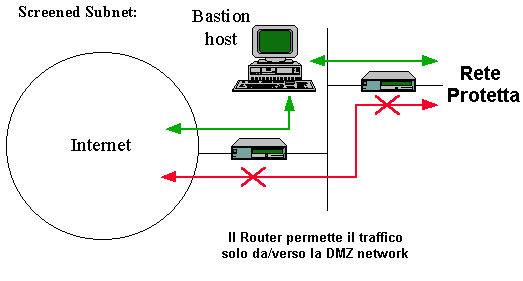 Screened Subnet:
Bastion
host
Rete
Protetta
Internet
Il Router permette il traffico
solo da/verso la DMZ network